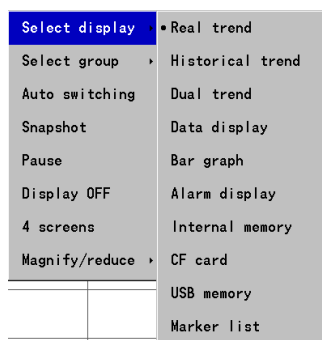 Select display
Select group
Auto switching
Snapshot
Pause
Display OFF
4 screens
Magnify/reduce
Real trend
Historical trend
Dual trend
Data display
Bar graph
Alarm display
Internal memory
CF card
USB memory
Marker list